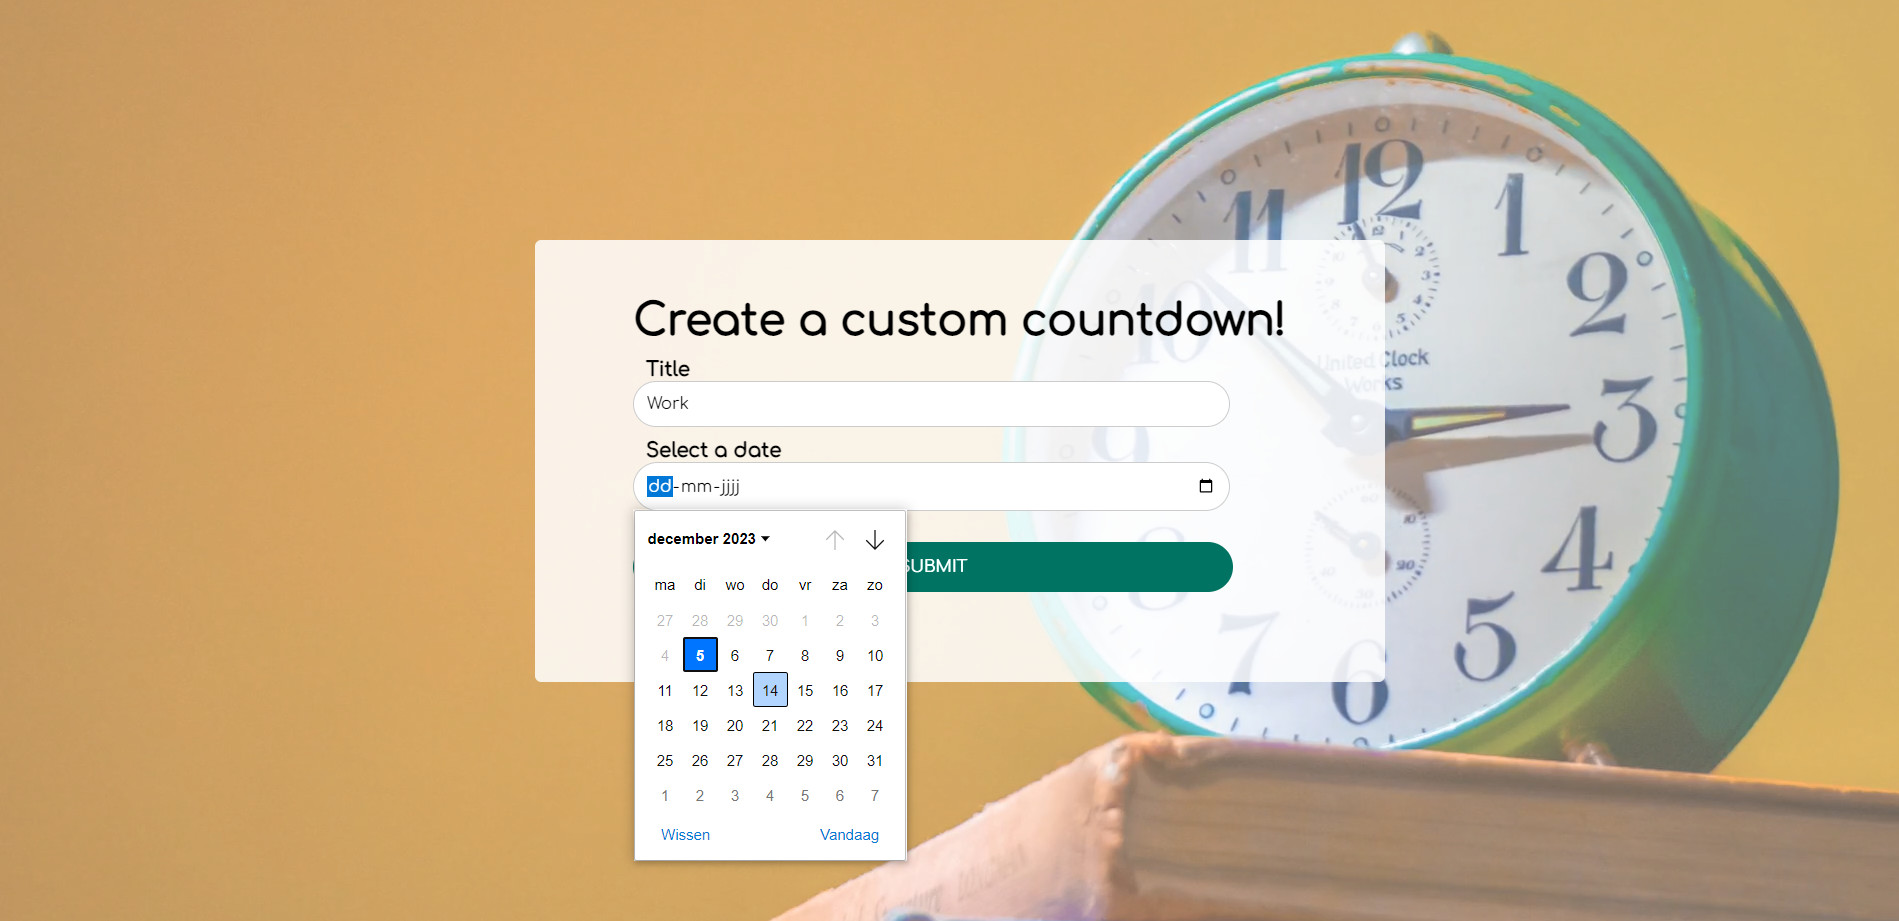 Create a custom countdown!
Title
Work
Select a date
dd-mm-jjjj
december 2023
ma di wo do vr za zo
27 28 29 30 1 2 3
4 5 6 7 8 9 10
11 12 13 14 15 16 17
18 19 20 21 22 23 24
25 26 27 28 29 30 31
1 2 3 4 5 6 7
Wissen Vandaag
SUBMIT
12
11 1
10 2
9 3
8 4
7 5
6
United Clock
Works